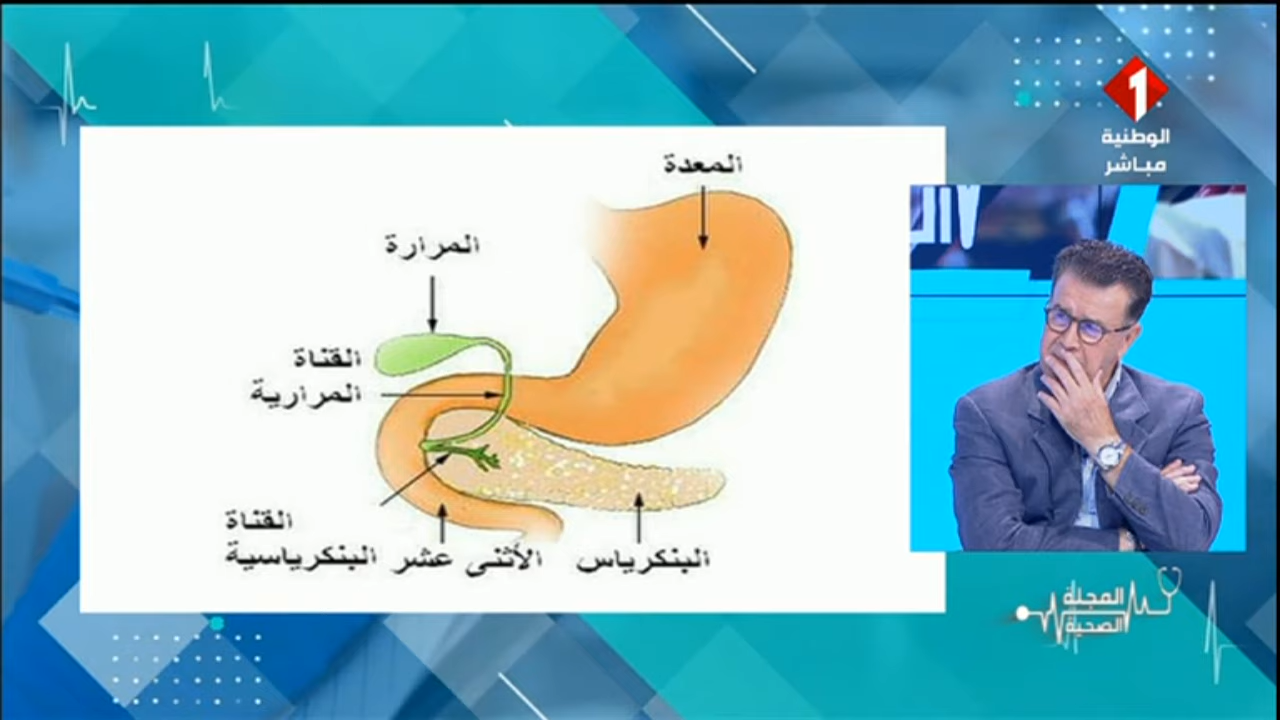 1
الوطنية
مباشر
المعدة
المرارة
القناة
المرارية
القناة
البنكرياسية
الأثنى عشر
البنكرياس
المجلة
الصحية